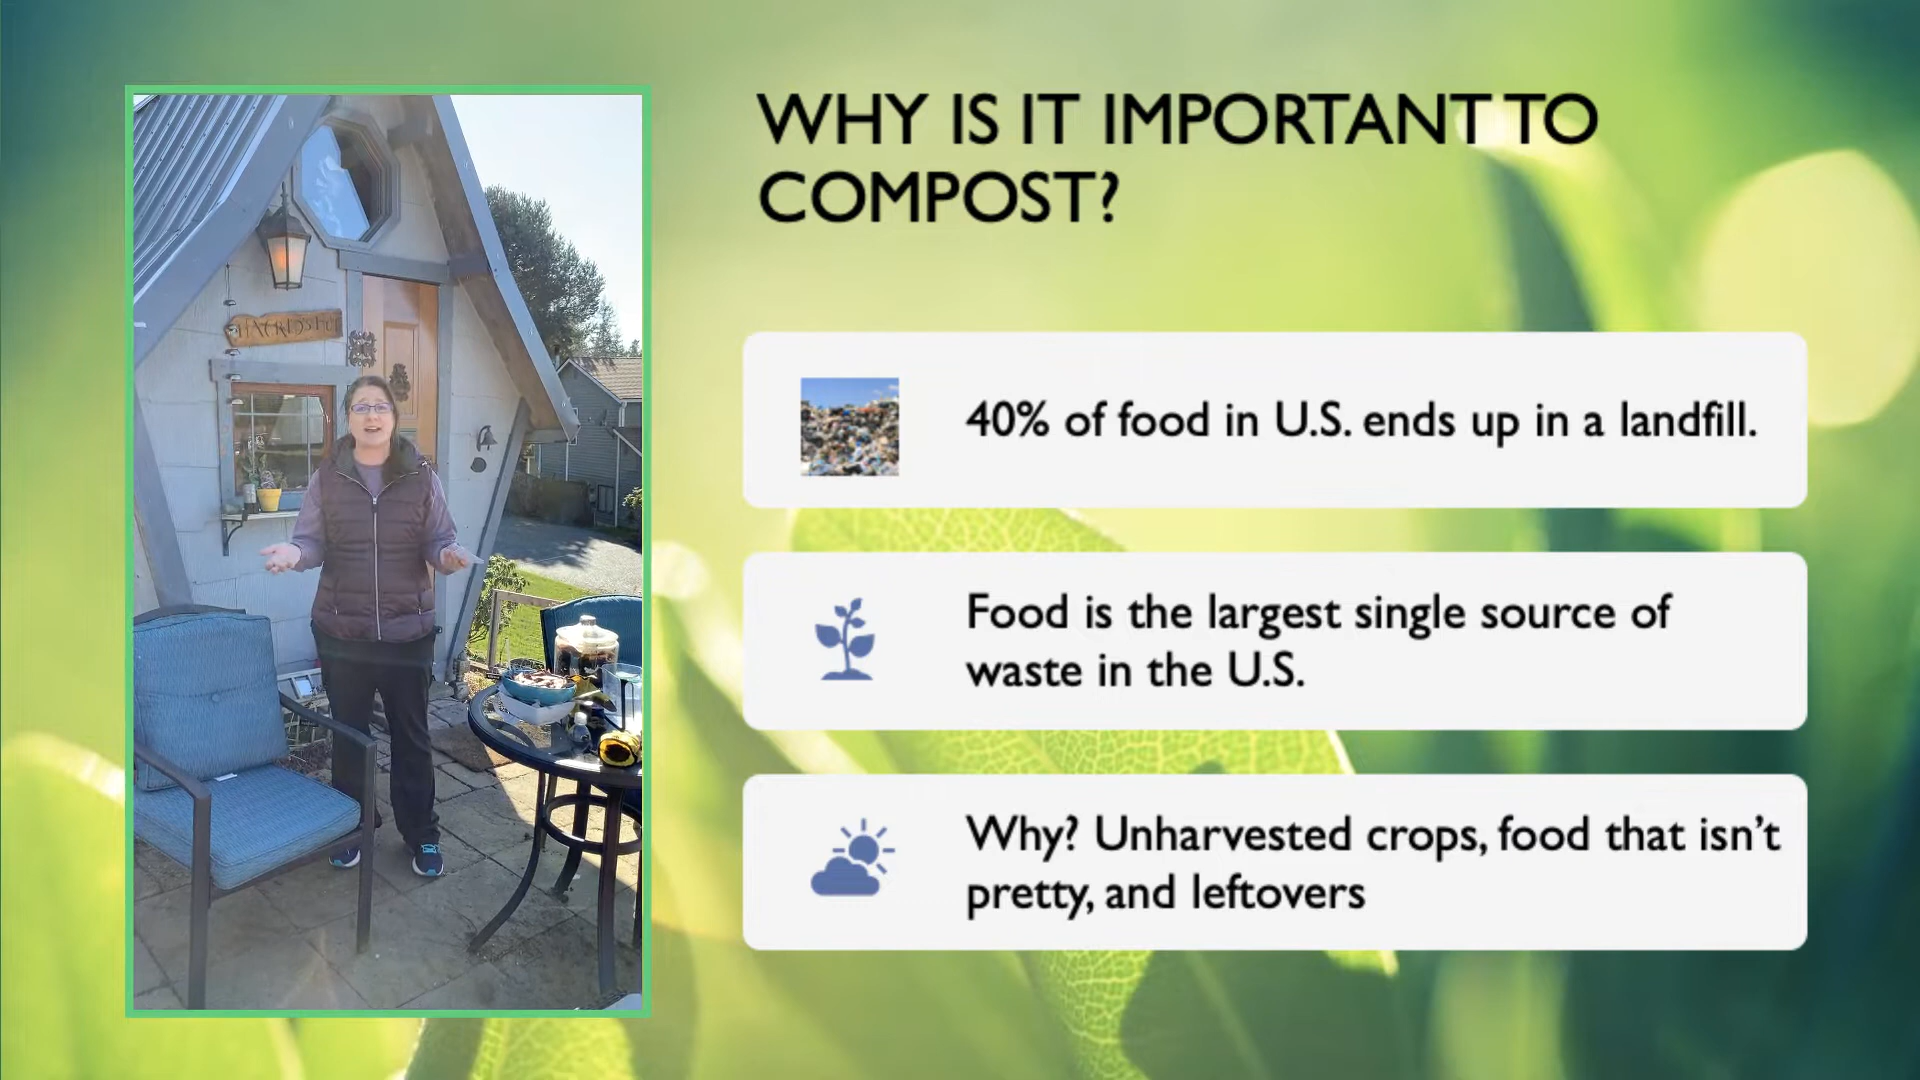 WHY IS IT IMPORTANT TO
COMPOST?
40% of food in U.S. ends up in a landfill.
Food is the largest single source of
waste in the U.S.
Why? Unharvested crops, food that isn’t
pretty, and leftovers